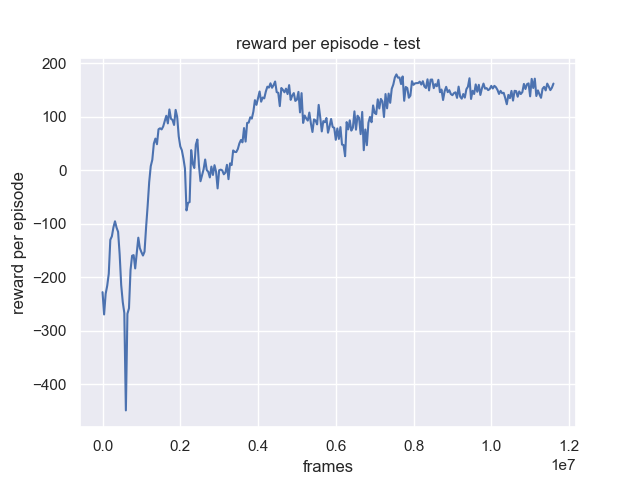 reward per episode - test
reward per episode
200
100
0
−100
−200
−300
−400
0.0 0.2 0.4 0.6 0.8 1.0 1.2
1e7
frames